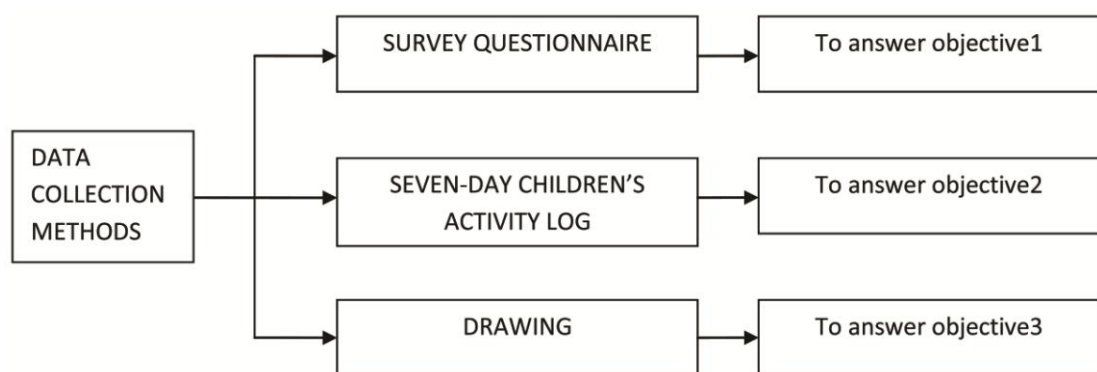 SURVEY QUESTIONNAIRE
To answer objective1
DATA
COLLECTION
METHODS
SEVEN-DAY CHILDREN’S
ACTIVITY LOG
To answer objective2
DRAWING
To answer objective3